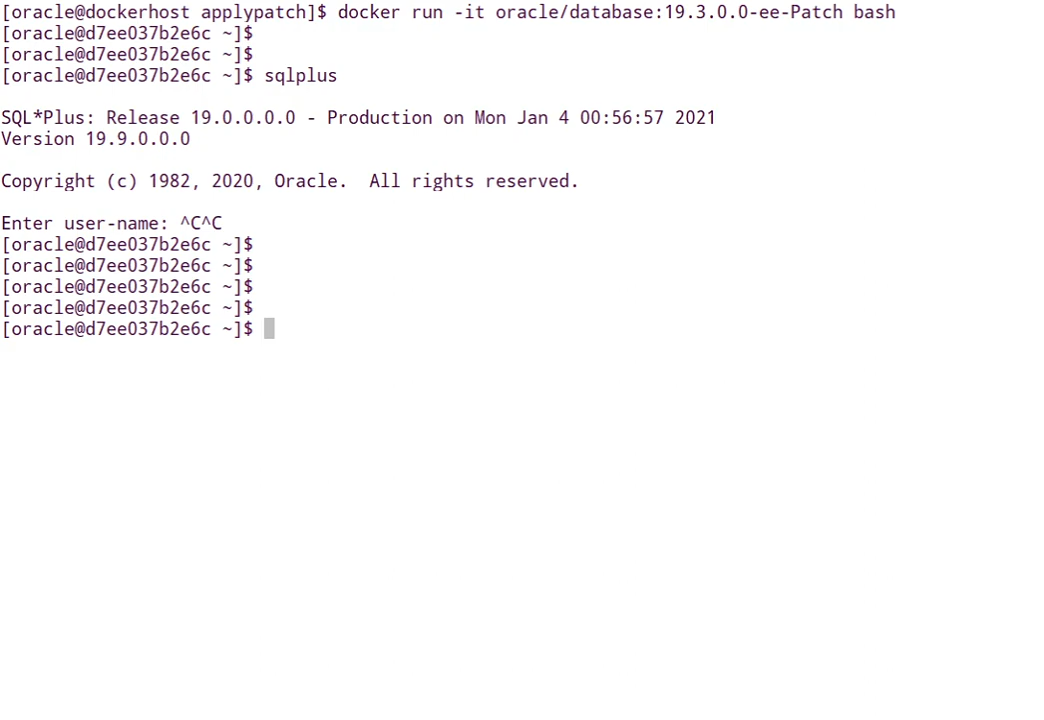 [oracle@dockerhost applypatch]$ docker run -it oracle/database:19.3.0.0-ee-Patch bash
[oracle@d7ee037b2e6c ~]$
[oracle@d7ee037b2e6c ~]$
[oracle@d7ee037b2e6c ~]$ sqlplus
SQL*Plus: Release 19.0.0.0.0 - Production on Mon Jan 4 00:56:57 2021
Version 19.9.0.0.0
Copyright (c) 1982, 2020, Oracle.  All rights reserved.
Enter user-name: ^C^C
[oracle@d7ee037b2e6c ~]$
[oracle@d7ee037b2e6c ~]$
[oracle@d7ee037b2e6c ~]$
[oracle@d7ee037b2e6c ~]$
[oracle@d7ee037b2e6c ~]$